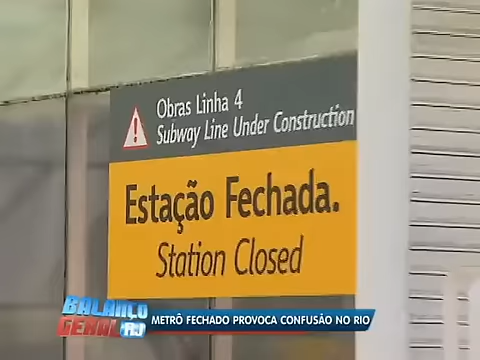 Obras Linha 4
Subway Line Under Construction
Estação Fechada.
Station Closed
BALANÇO
GERAL RJ
METRÔ FECHADO PROVOCA CONFUSÃO NO RIO